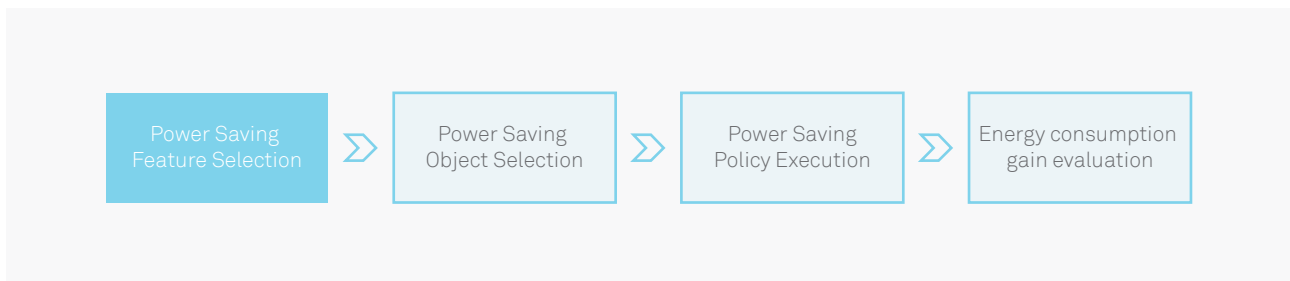 Power Saving
Feature Selection
Power Saving
Object Selection
Power Saving
Policy Execution
Energy consumption
gain evaluation